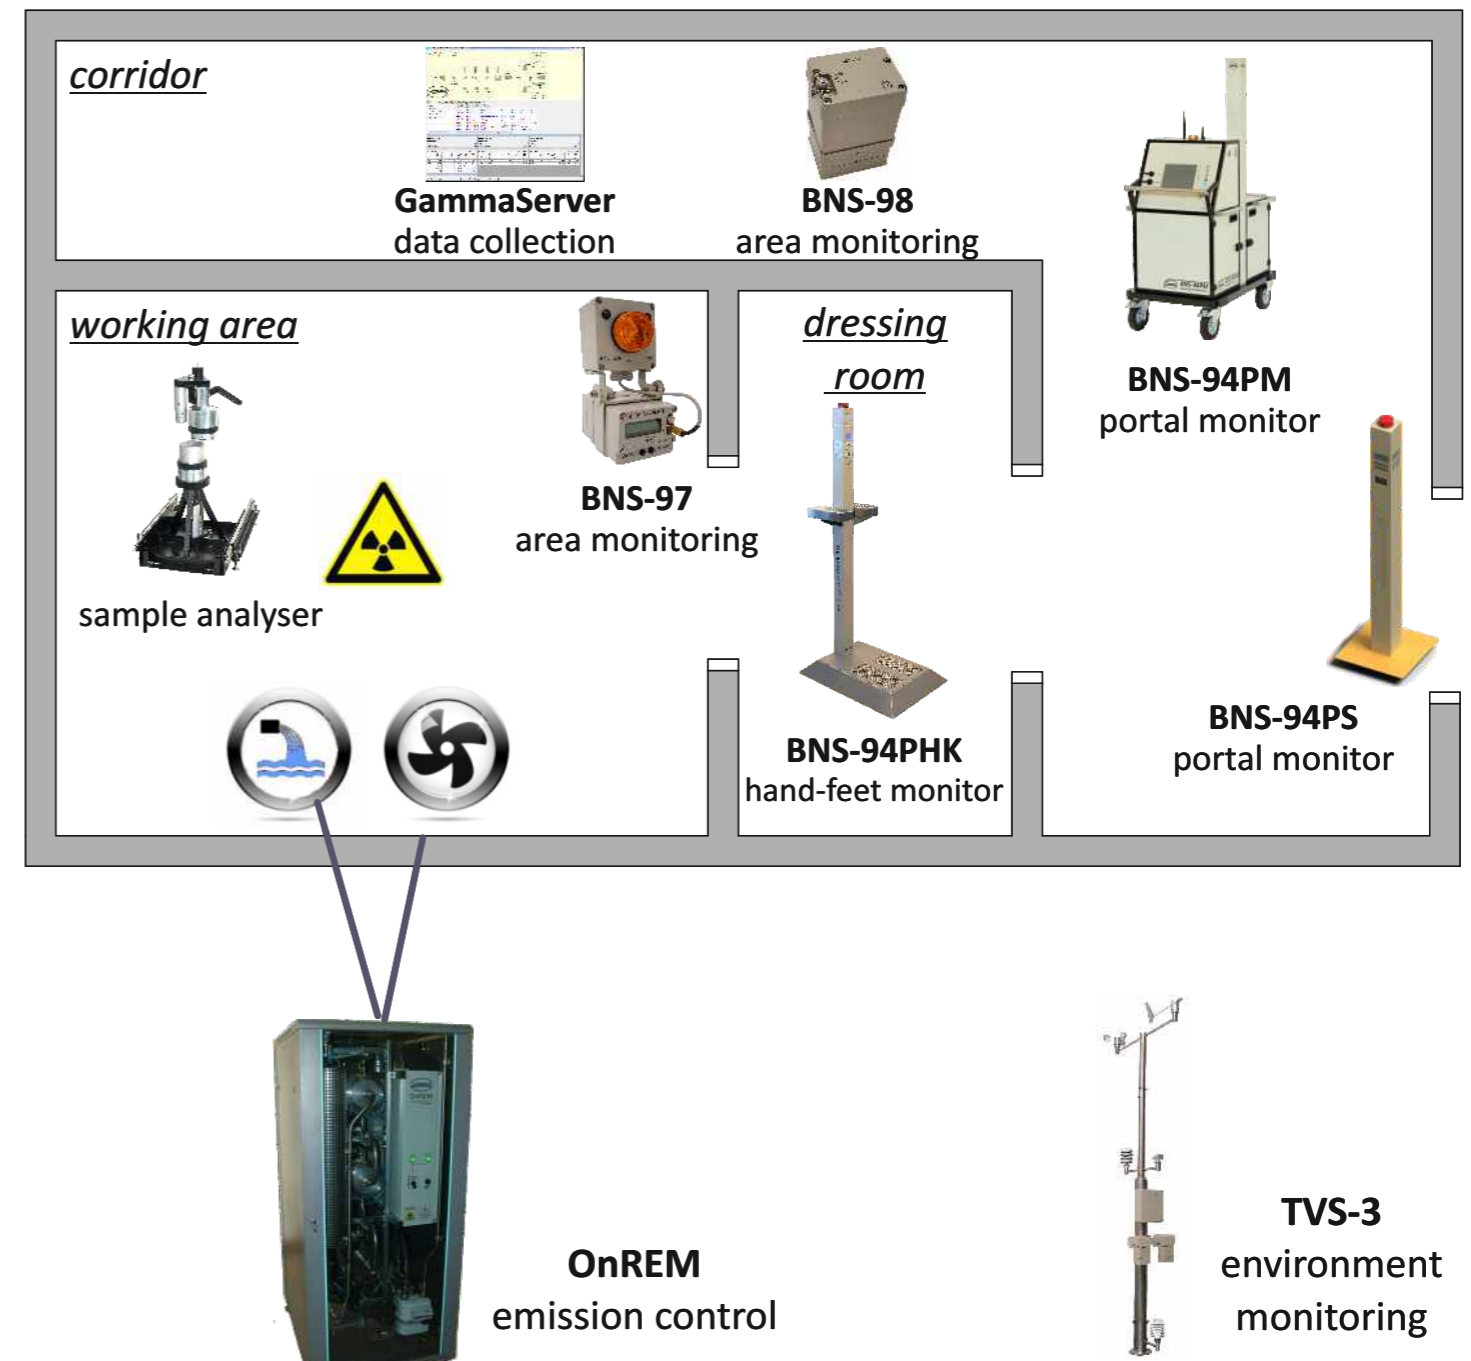 corridor
GammaServer
data collection
BNS-98
area monitoring
BNS-94PM
portal monitor
working area
sample analyser
BNS-97
area monitoring
dressing
room
BNS-94PHK
hand-feet monitor
BNS-94PS
portal monitor
OnREM
emission control
TVS-3
environment
monitoring